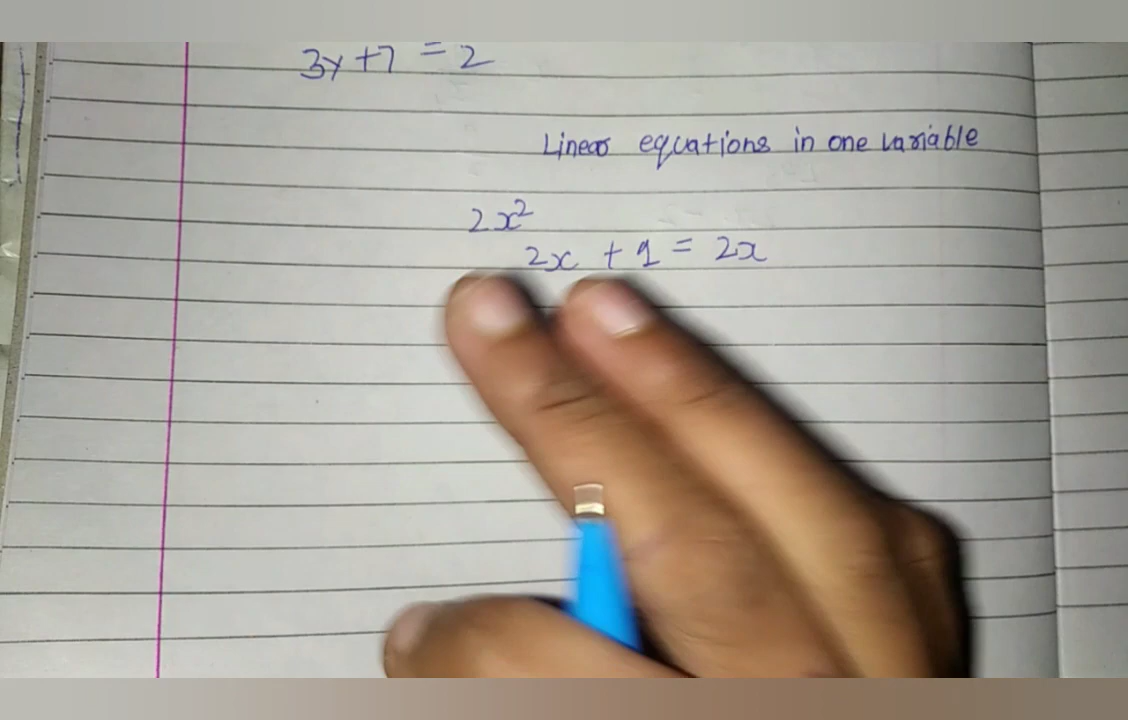 3y+7 = 2
Linear equations in one variable
2x²
2x + 1 = 2x